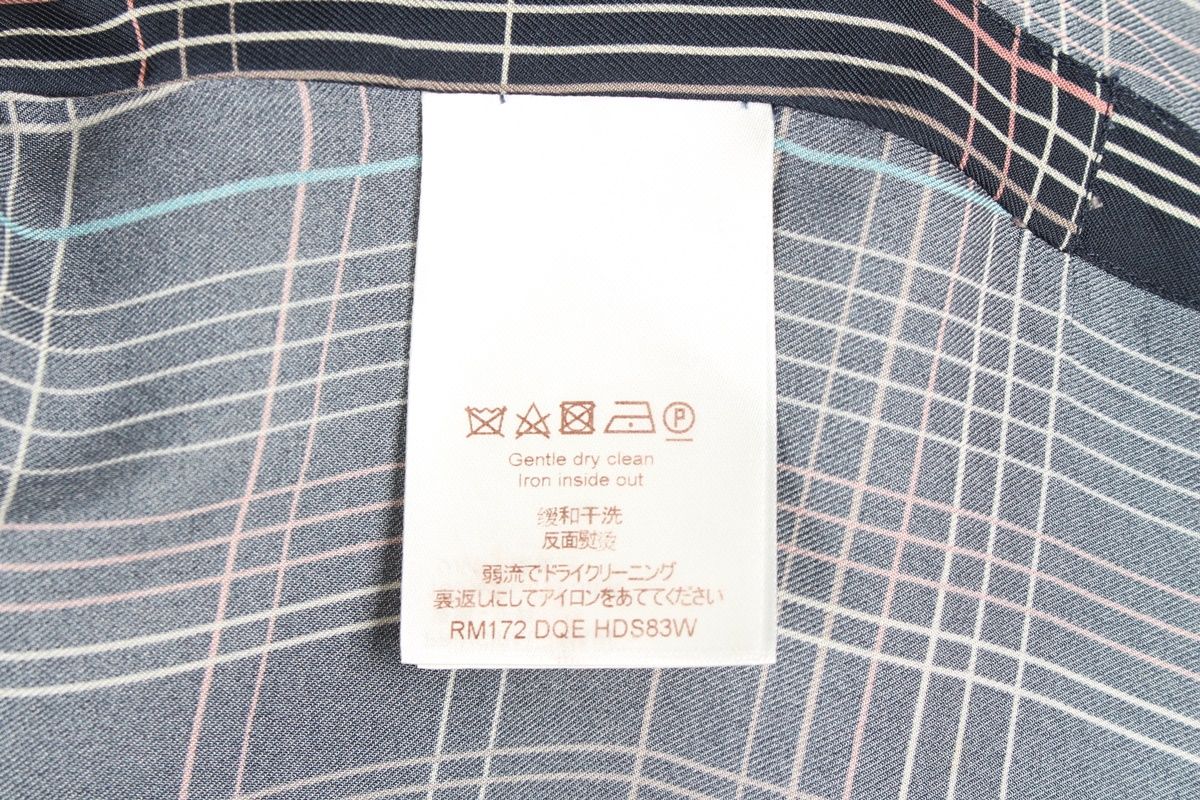 P
Gentle dry clean
Iron inside out
缓和干洗
反面熨烫
弱流でドライクリーニング
裏返しにしてアイロンをあててください
RM172 DQE HDS83W